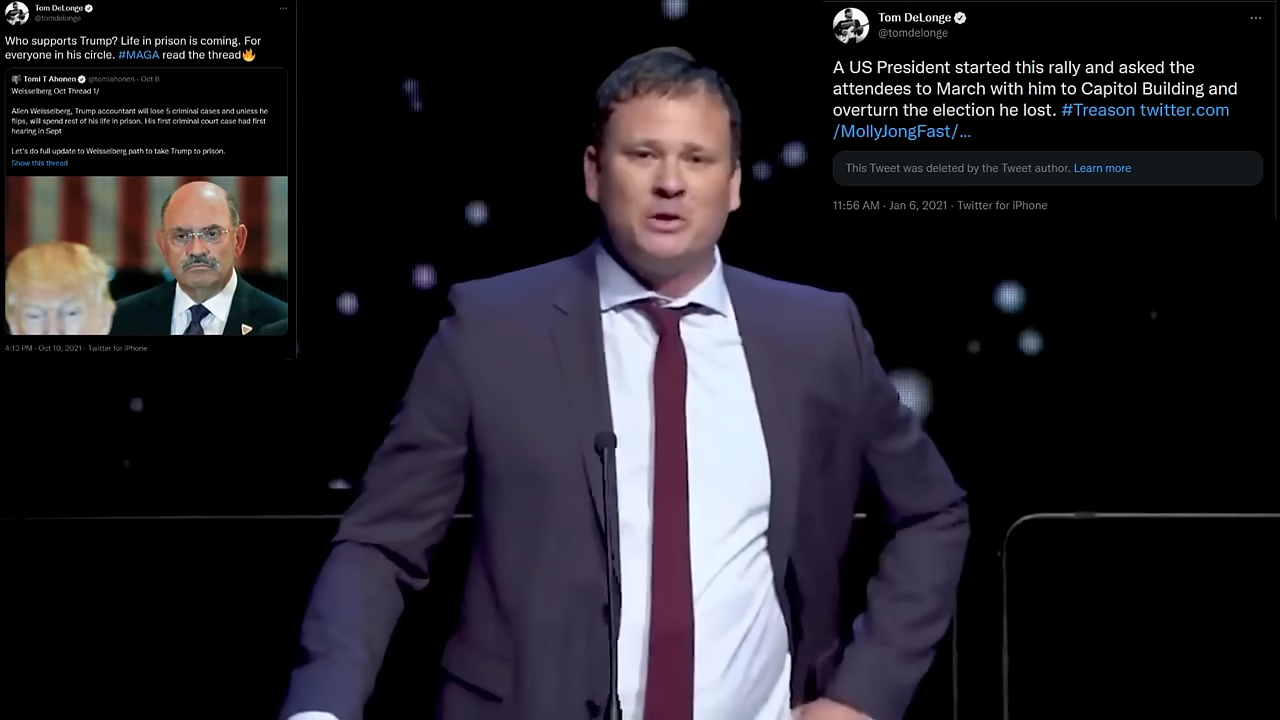 Tom DeLonge
@tomdelonge
Who supports Trump? Life in prison is coming. For
everyone in his circle. #MAGA read the thread🔥
Tomi T Ahonen @tomiahonen · Oct 8
Weisselberg Oct Thread 1/
Allen Weisselberg, Trump accountant will lose 5 criminal cases and unless he
flips, will spend rest of his life in prison. His first criminal court case had first
hearing in Sept
Let's do full update to Weisselberg path to take Trump to prison.
Show this thread
4:13 PM · Oct 10, 2021 · Twitter for iPhone
Tom DeLonge
@tomdelonge
A US President started this rally and asked the
attendees to March with him to Capitol Building and
overturn the election he lost. #Treason twitter.com
/MollyJongFast/...
This Tweet was deleted by the Tweet author. Learn more
11:56 AM · Jan 6, 2021 · Twitter for iPhone